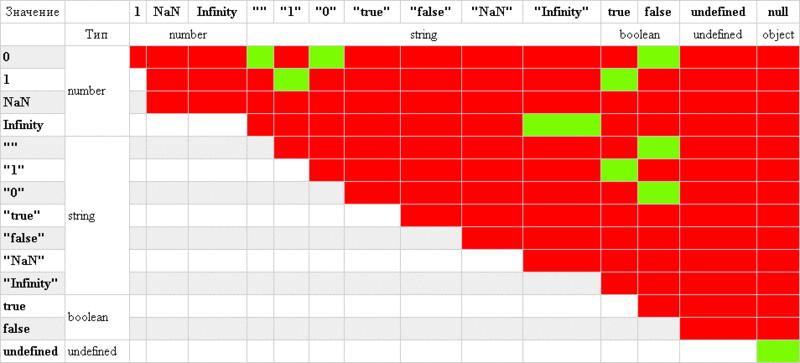 Значение 1 NaN Infinity "" "1" "0" "true" "false" "NaN" "Infinity" true false undefined null
Тип number string boolean undefined object
0 number
1
NaN
Infinity
"" string
"1"
"0"
"true"
"false"
"NaN"
"Infinity"
true boolean
false
undefined undefined